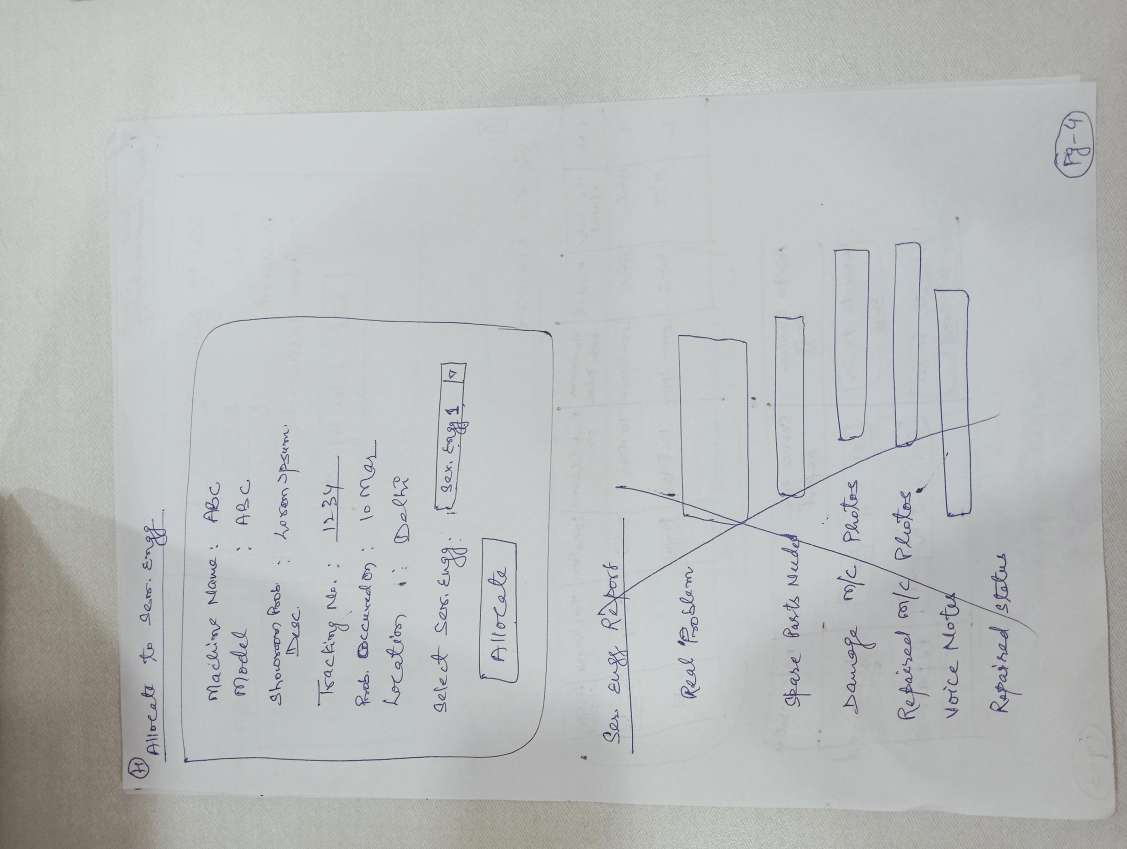 H
Allocate to Ser. Engg
Machine Name : ABC
Model : ABC
Showroom Prob. Desc. : Lorem Ipsum.
Tracking No. : 1234
Prob. Occured on : 10 Mar
Location : Delhi
Select Ser. Engg. : Ser. Engg 1
Allocate
Ser Engg Report
Real Problem
Spare Parts Needed
Damage m/c Photos
Repaired m/c Photos
Voice Notes
Repaired Status
Pg-4